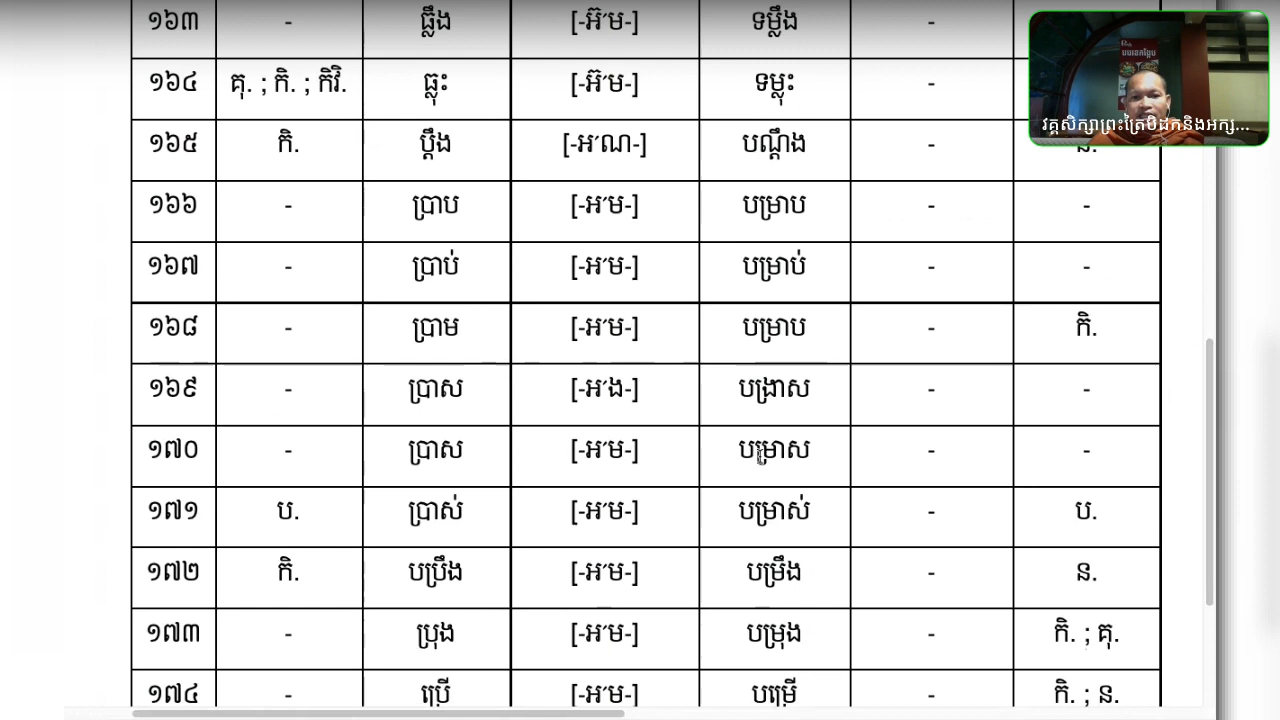 ១៦៣ - ធ្លឹង [-អ៊ំម-] ទម្លឹង -
១៦៤ គុ. ; កិ. ; កិវិ. ធ្លុះ [-អ៊ំម-] ទម្លុះ -
១៦៥ កិ. ប្ដឹង [-អ´ណ-] បណ្ដឹង - ន.
១៦៦ - ប្រាប [-អ´ម-] បម្រាប - -
១៦៧ - ប្រាប់ [-អ´ម-] បម្រាប់ - -
១៦៨ - ប្រាម [-អ´ម-] បម្រាប - កិ.
១៦៩ - ប្រាស [-អ´ង-] បង្រាស - -
១៧០ - ប្រាស [-អ´ម-] បម្រាស - -
១៧១ ប. ប្រាស់ [-អ´ម-] បម្រាស់ - ប.
១៧២ កិ. បប្រឹង [-អ´ម-] បម្រឹង - ន.
១៧៣ - ប្រុង [-អ´ម-] បម្រុង - កិ. ; គុ.
១៧៤ - ប្រើ [-អ´ម-] បម្រើ - កិ. ; ន.
វគ្គសិក្សាព្រះត្រៃបិដកនិងអក្ស...